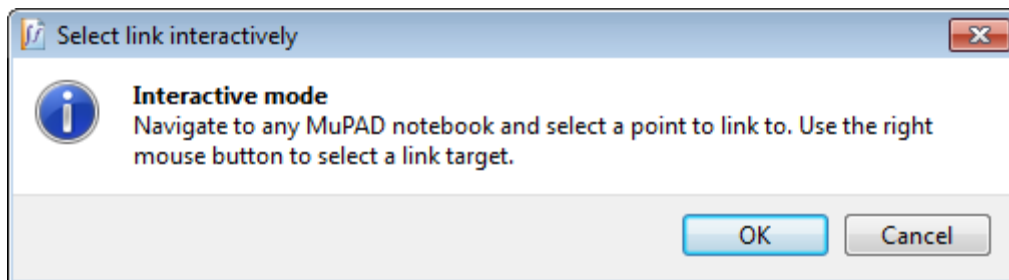 Select link interactively
Interactive mode
Navigate to any MuPAD notebook and select a point to link to. Use the right
mouse button to select a link target.
OK Cancel